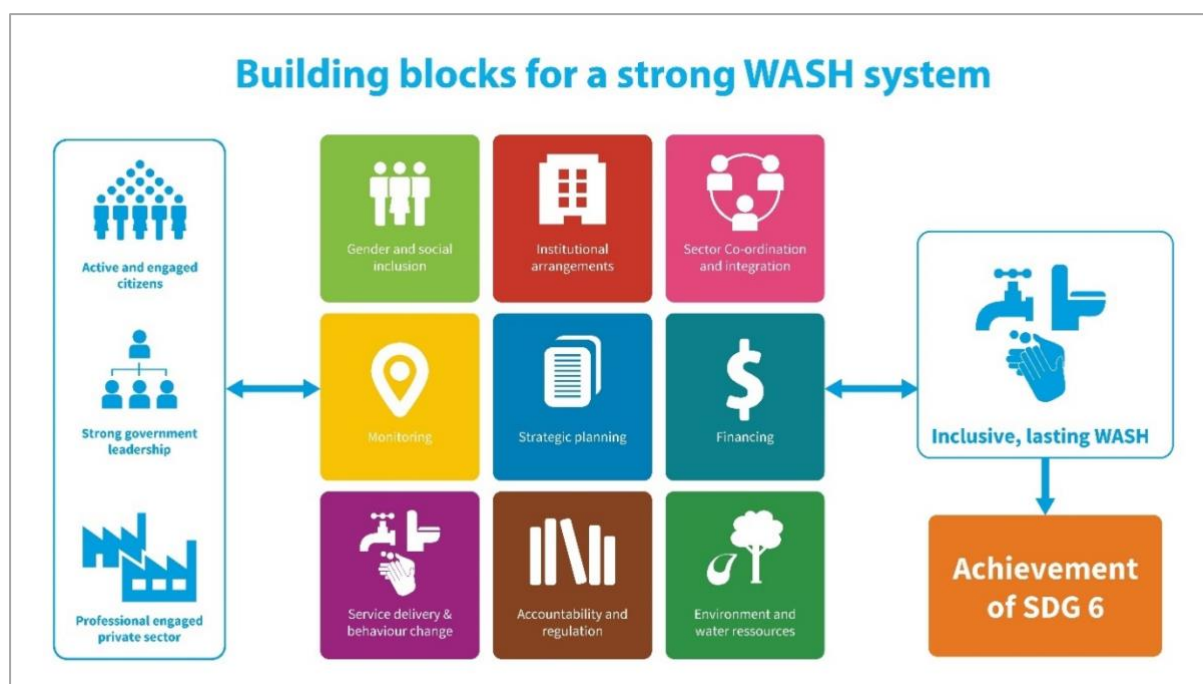 Building blocks for a strong WASH system
Active and engaged
citizens
Strong government
leadership
Professional engaged
private sector
Gender and social
inclusion
Institutional
arrangements
Sector Co-ordination
and integration
Monitoring
Strategic planning
Financing
Service delivery &
behaviour change
Accountability and
regulation
Environment and
water ressources
$
Inclusive, lasting WASH
Achievement
of SDG 6